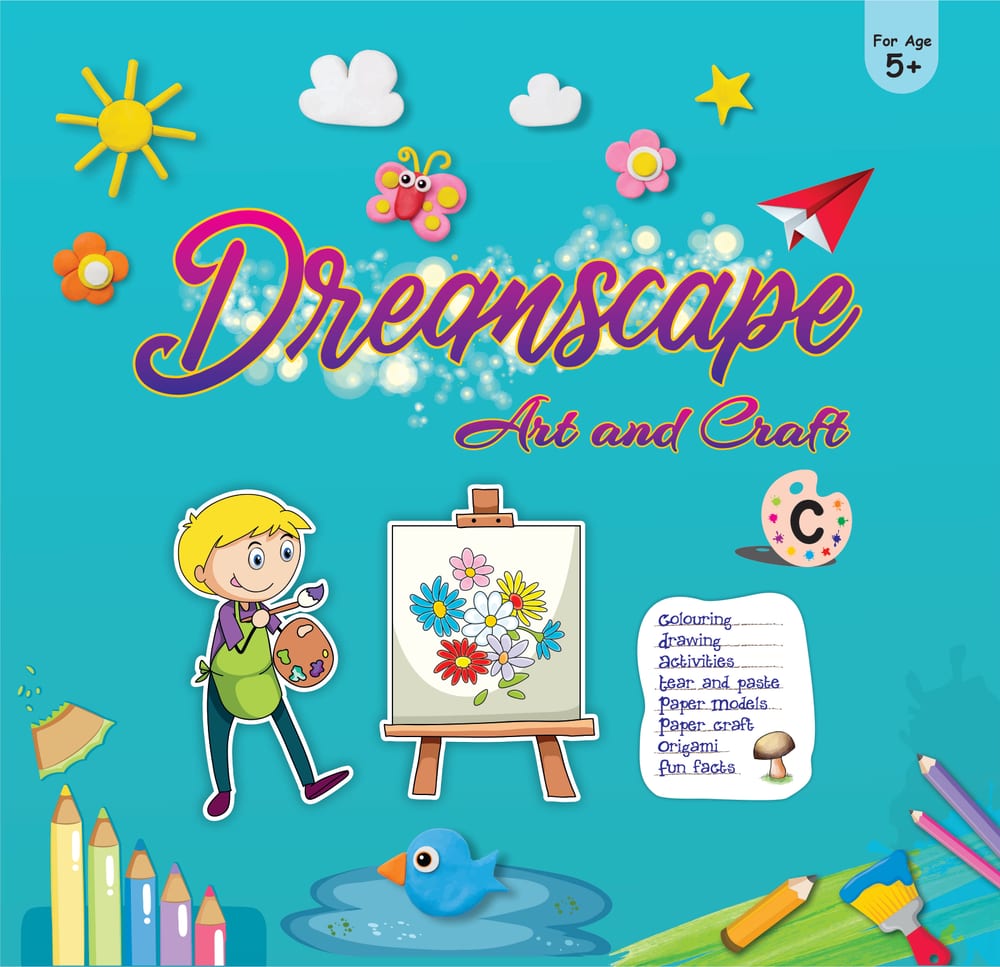 For Age
5+
Dreamscape
Art and Craft
C
Colouring
drawing
activities
tear and paste
Paper Models
Paper craft
Origami
fun facts